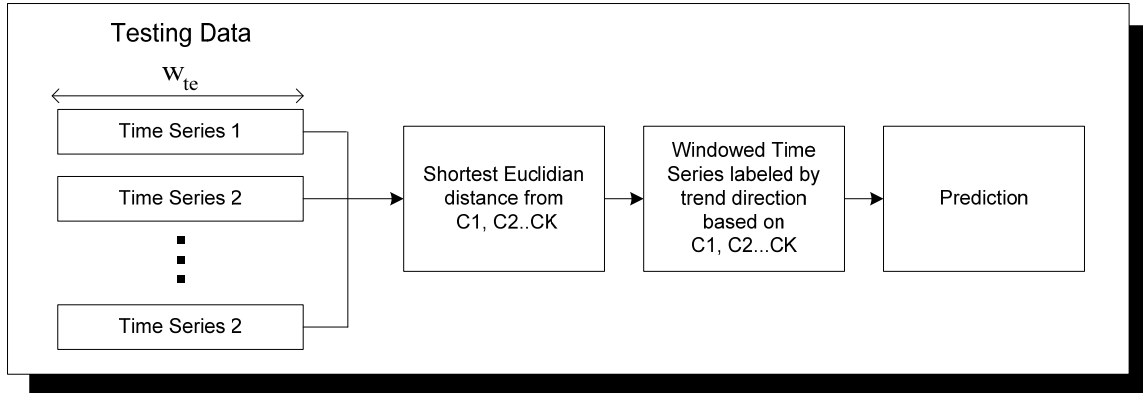 Testing Data
w_te
Time Series 1
Time Series 2
Time Series 2
Shortest Euclidian
distance from
C1, C2..CK
Windowed Time
Series labeled by
trend direction
based on
C1, C2...CK
Prediction